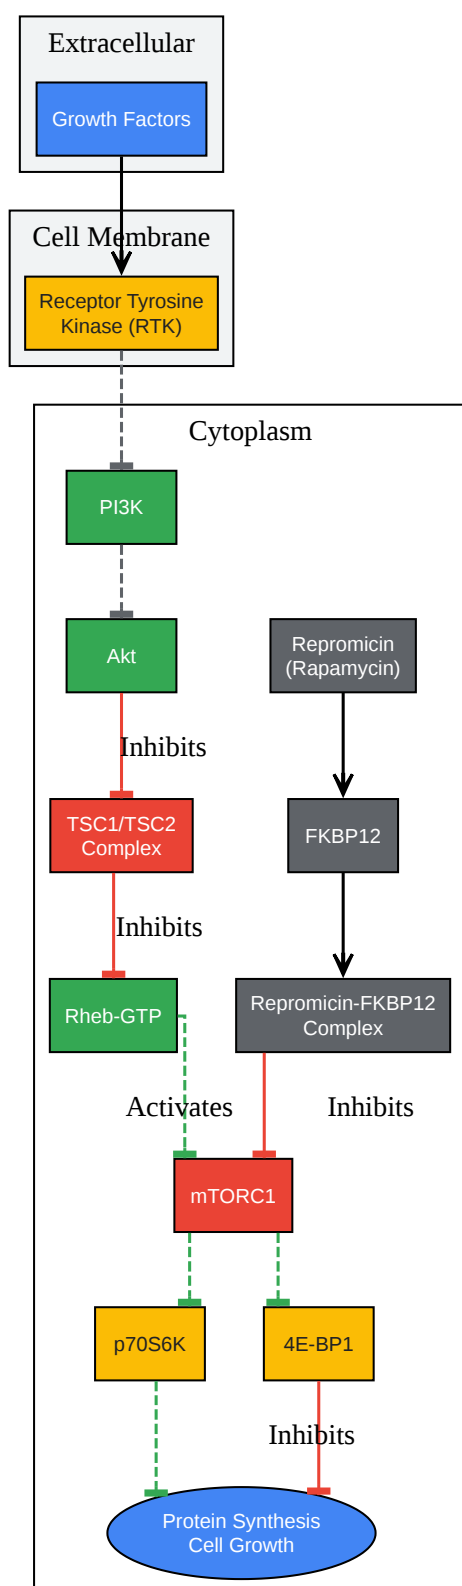 Extracellular
Growth Factors
Cell Membrane
Receptor Tyrosine
Kinase (RTK)
Cytoplasm
PI3K
Akt
Repromicin
(Rapamycin)
Inhibits
TSC1/TSC2
Complex
FKBP12
Inhibits
Rheb-GTP
Repromicin-FKBP12
Complex
Activates
Inhibits
mTORC1
p70S6K
4E-BP1
Inhibits
Protein Synthesis
Cell Growth